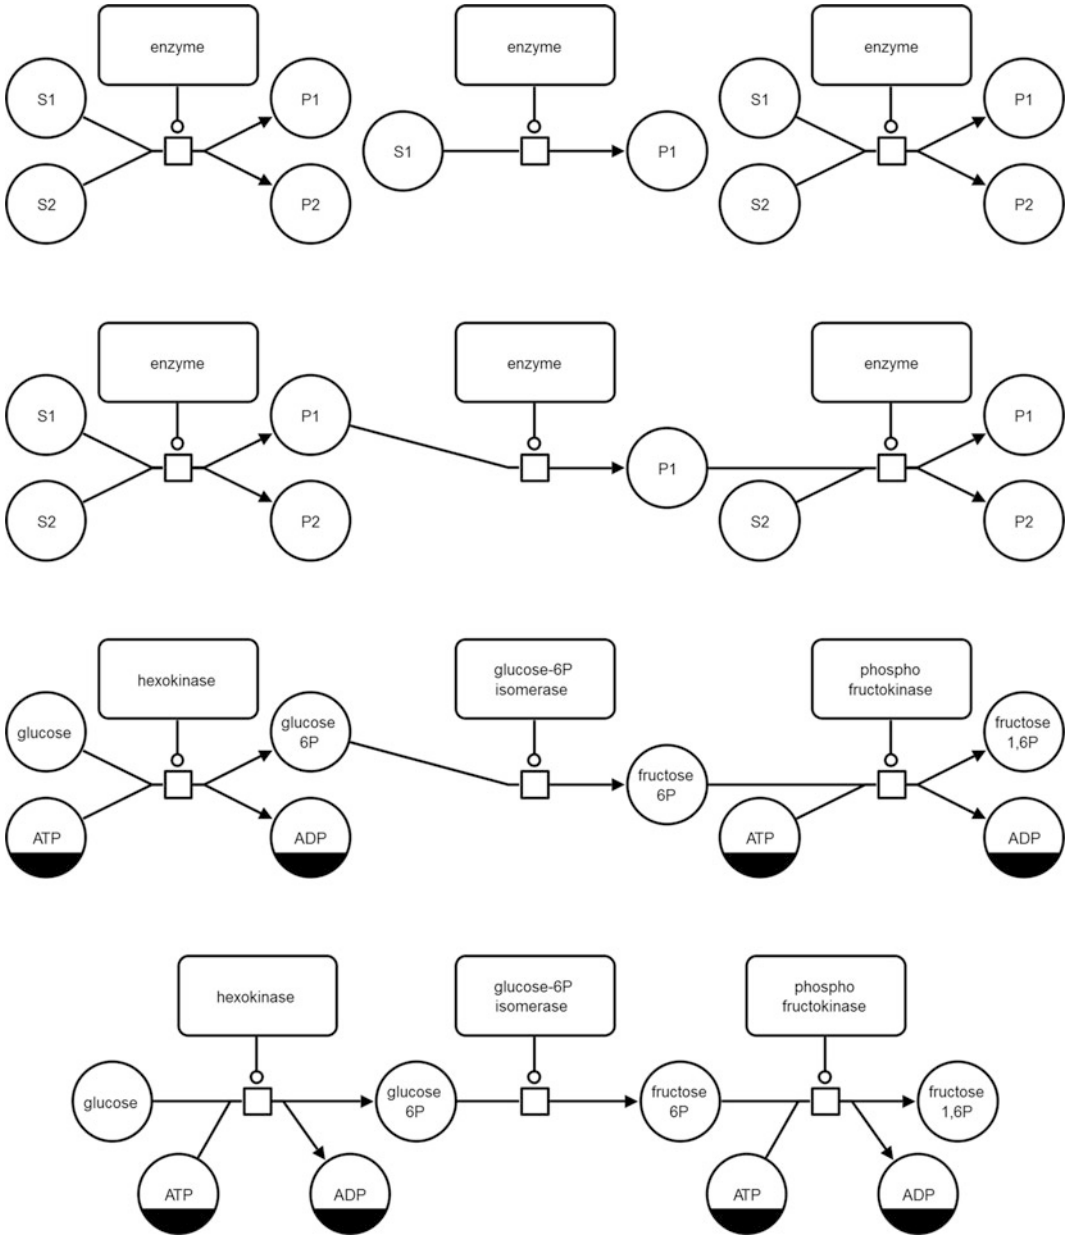 enzyme
enzyme
enzyme
S1
P1
S1
P1
S1
P1
S2
P2
S2
P2
enzyme
enzyme
enzyme
S1
P1
S1
P1
P1
S2
P2
S2
P2
hexokinase
glucose-6P
isomerase
phospho
fructokinase
glucose
glucose
6P
fructose
6P
fructose
1,6P
ATP
ADP
ATP
ADP
hexokinase
glucose-6P
isomerase
phospho
fructokinase
glucose
glucose
6P
fructose
6P
fructose
1,6P
ATP
ADP
ATP
ADP